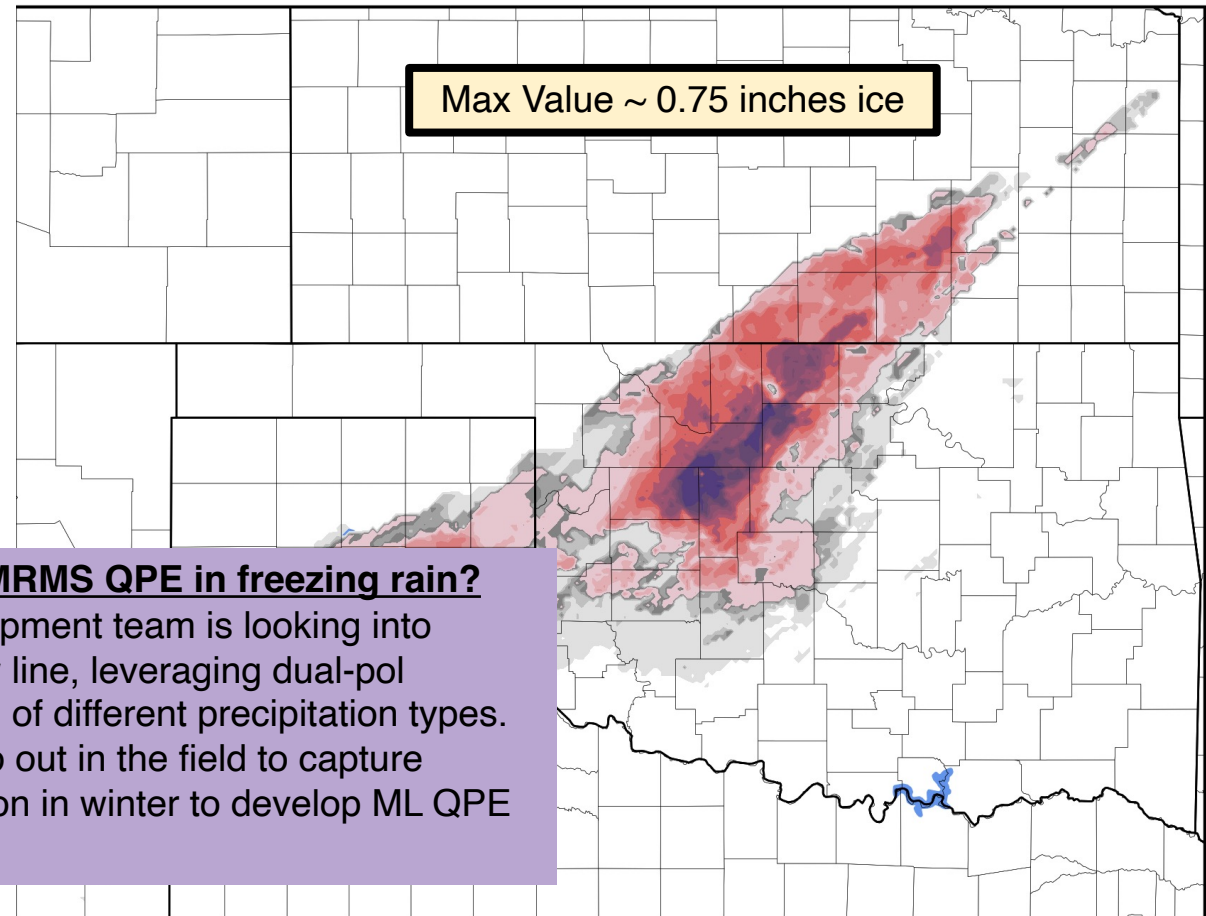 Max Value ~ 0.75 inches ice
MRMS QPE in freezing rain?
opment team is looking into
line, leveraging dual-pol
of different precipitation types.
out in the field to capture
on in winter to develop ML QPE